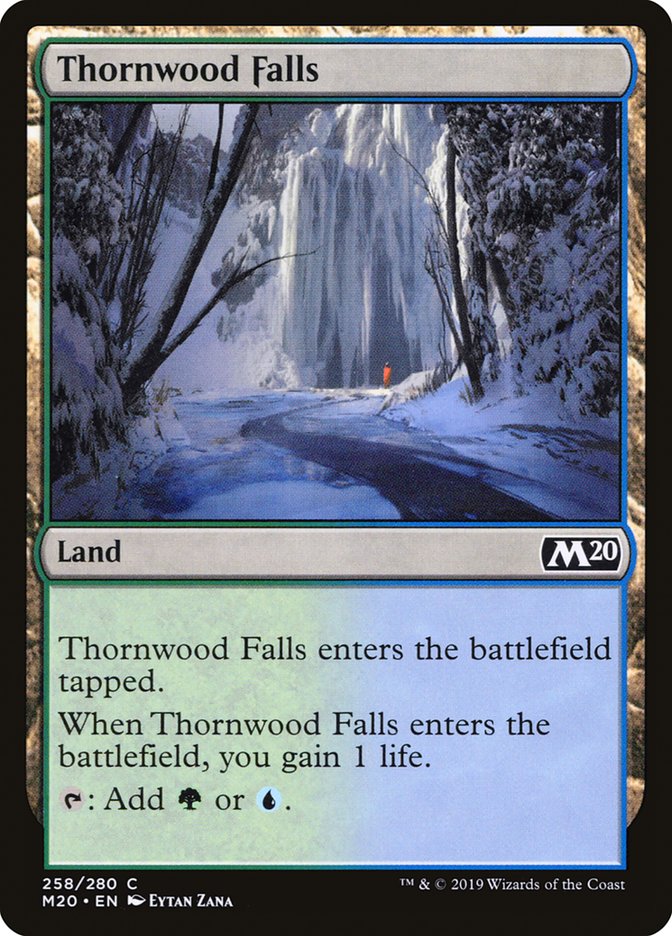 Thornwood Falls
Land
M20
Thornwood Falls enters the battlefield
tapped.
When Thornwood Falls enters the
battlefield, you gain 1 life.
: Add or .
258/280 C
M20 • EN Eytan Zana
™ & © 2019 Wizards of the Coast